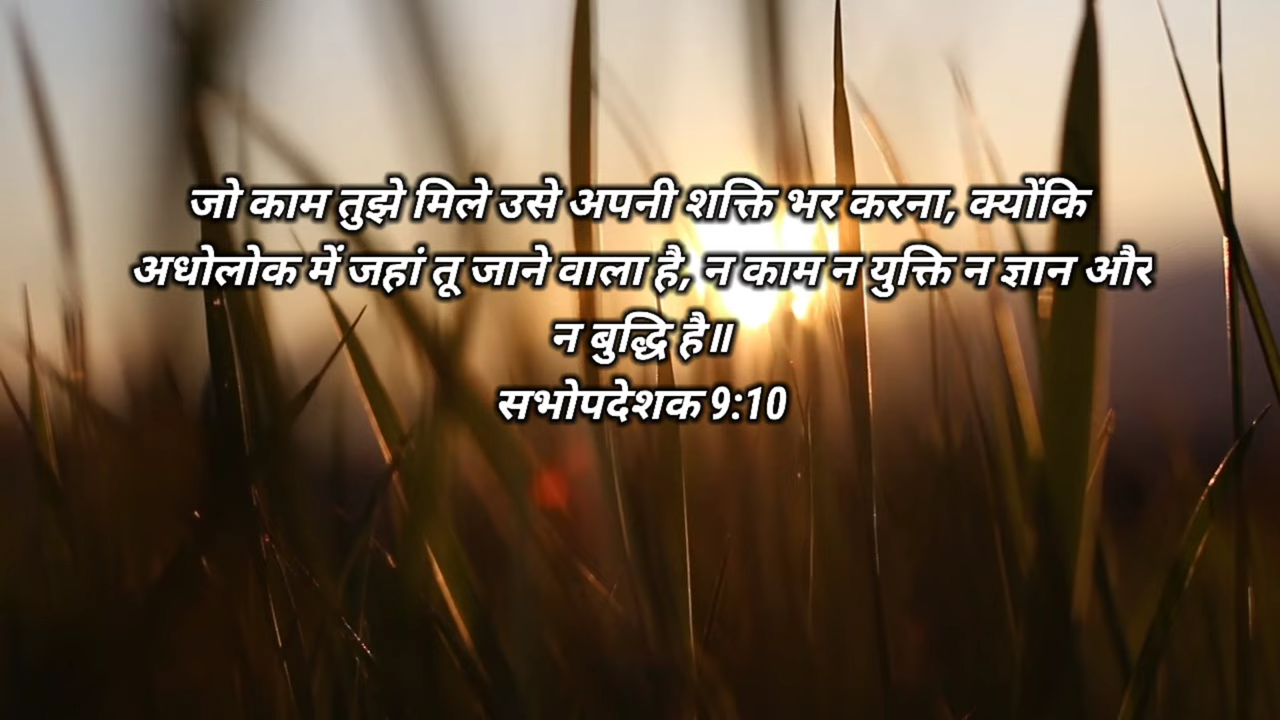 जो काम तुझे मिले उसे अपनी शक्ति भर करना, क्योंकि
अधोलोक में जहां तू जाने वाला है, न काम न युक्ति न ज्ञान और
न बुद्धि है॥
सभोपदेशक 9:10